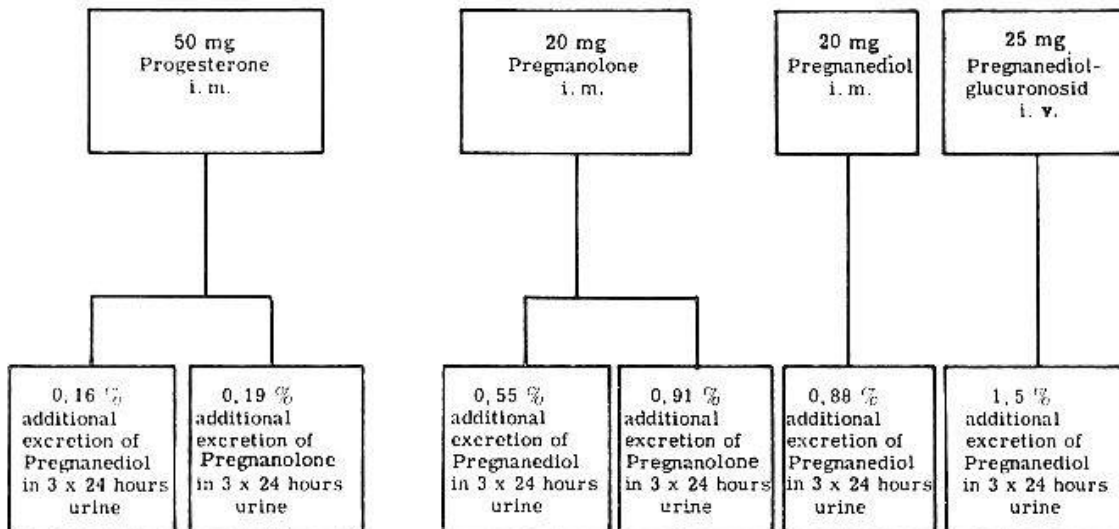 50 mg
Progesterone
i. m.
20 mg
Pregnanolone
i. m.
20 mg
Pregnanediol
i. m.
25 mg
Pregnanediol-
glucuronosid
i. v.
0,16 %
additional
excretion of
Pregnanediol
in 3 x 24 hours
urine
0,19 %
additional
excretion of
Pregnanolone
in 3 x 24 hours
urine
0,55 %
additional
excretion of
Pregnanediol
in 3 x 24 hours
urine
0,91 %
additional
excretion of
Pregnanolone
in 3 x 24 hours
urine
0,88 %
additional
excretion of
Pregnanediol
in 3 x 24 hours
urine
1,5 %
additional
excretion of
Pregnanediol
in 3 x 24 hours
urine